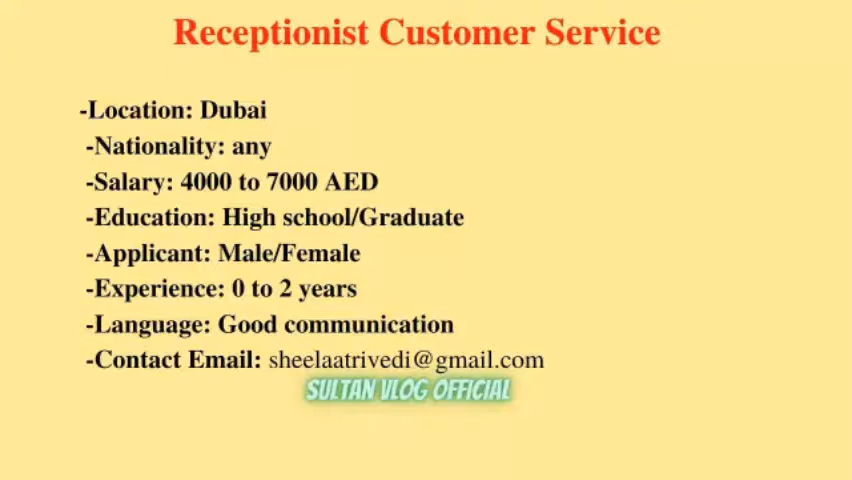 Receptionist Customer Service
-Location: Dubai
-Nationality: any
-Salary: 4000 to 7000 AED
-Education: High school/Graduate
-Applicant: Male/Female
-Experience: 0 to 2 years
-Language: Good communication
-Contact Email: sheelaatrivedi@gmail.com
SULTAN VLOG OFFICIAL